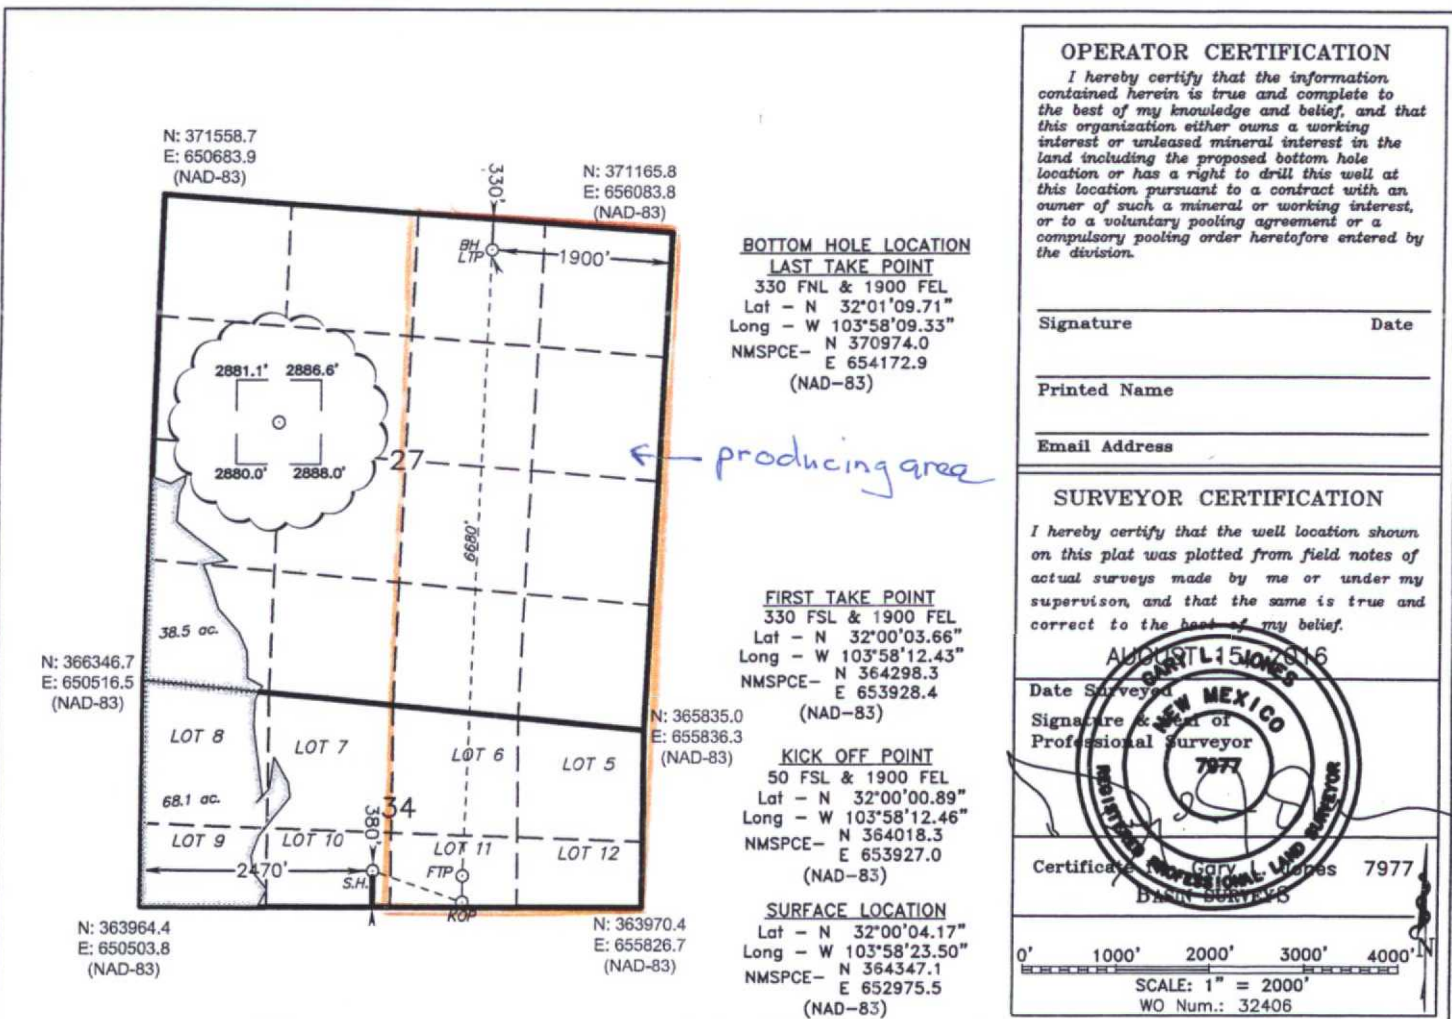 N: 371558.7
E: 650683.9
(NAD-83)
330'
N: 371165.8
E: 656083.8
(NAD-83)
BH
LTP
1900'
2881.1' 2886.6'
2880.0' 2888.0'
27
← producing area
6680'
38.5 ac.
N: 366346.7
E: 650516.5
(NAD-83)
N: 365835.0
E: 655836.3
(NAD-83)
LOT 8
LOT 7
LOT 6
LOT 5
68.1 ac.
34
380'
LOT 9
LOT 10
LOT 11
LOT 12
2470'
S.H.
FTP
KOP
N: 363964.4
E: 650503.8
(NAD-83)
N: 363970.4
E: 655826.7
(NAD-83)
BOTTOM HOLE LOCATION
LAST TAKE POINT
330 FNL & 1900 FEL
Lat - N 32°01'09.71"
Long - W 103°58'09.33"
NMSPCE- N 370974.0
E 654172.9
(NAD-83)
FIRST TAKE POINT
330 FSL & 1900 FEL
Lat - N 32°00'03.66"
Long - W 103°58'12.43"
NMSPCE- N 364298.3
E 653928.4
(NAD-83)
KICK OFF POINT
50 FSL & 1900 FEL
Lat - N 32°00'00.89"
Long - W 103°58'12.46"
NMSPCE- N 364018.3
E 653927.0
(NAD-83)
SURFACE LOCATION
Lat - N 32°00'04.17"
Long - W 103°58'23.50"
NMSPCE- N 364347.1
E 652975.5
(NAD-83)
OPERATOR CERTIFICATION
I hereby certify that the information
contained herein is true and complete to
the best of my knowledge and belief, and that
this organization either owns a working
interest or unleased mineral interest in the
land including the proposed bottom hole
location or has a right to drill this well at
this location pursuant to a contract with an
owner of such a mineral or working interest,
or to a voluntary pooling agreement or a
compulsory pooling order heretofore entered by
the division.
Signature Date
Printed Name
Email Address
SURVEYOR CERTIFICATION
I hereby certify that the well location shown
on this plat was plotted from field notes of
actual surveys made by me or under my
supervison, and that the same is true and
correct to the best of my belief.
AUGUST 15, 2016
Date Surveyed
Signature & Seal of
Professional Surveyor
GARY L. JONES
NEW MEXICO
7977
REGISTERED PROFESSIONAL LAND SURVEYOR
Certificate Gary L. Jones 7977
BASIN SURVEYS
N
0' 1000' 2000' 3000' 4000'
SCALE: 1" = 2000'
WO Num.: 32406